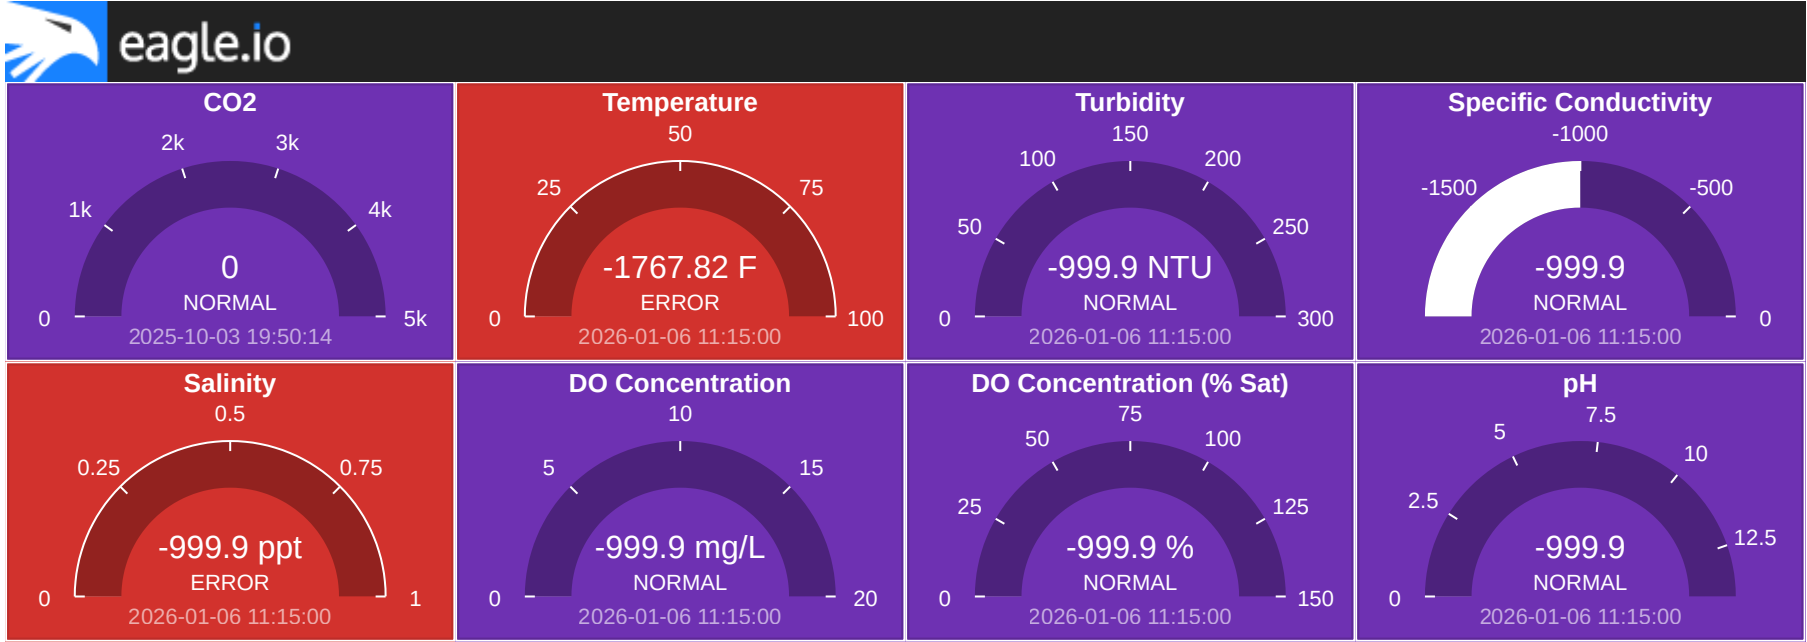 eagle.io
CO2
2k
3k
1k
4k
0
NORMAL
0
5k
2025-10-03 19:50:14
Temperature
50
25
75
-1767.82 F
ERROR
0
100
2026-01-06 11:15:00
Turbidity
150
100
200
50
250
-999.9 NTU
NORMAL
0
300
2026-01-06 11:15:00
Specific Conductivity
-1000
-1500
-500
-999.9
NORMAL
0
2026-01-06 11:15:00
Salinity
0.5
0.25
0.75
-999.9 ppt
ERROR
0
1
2026-01-06 11:15:00
DO Concentration
10
5
15
-999.9 mg/L
NORMAL
0
20
2026-01-06 11:15:00
DO Concentration (% Sat)
75
50
100
25
125
-999.9 %
NORMAL
0
150
2026-01-06 11:15:00
pH
7.5
5
10
2.5
12.5
-999.9
NORMAL
0
2026-01-06 11:15:00